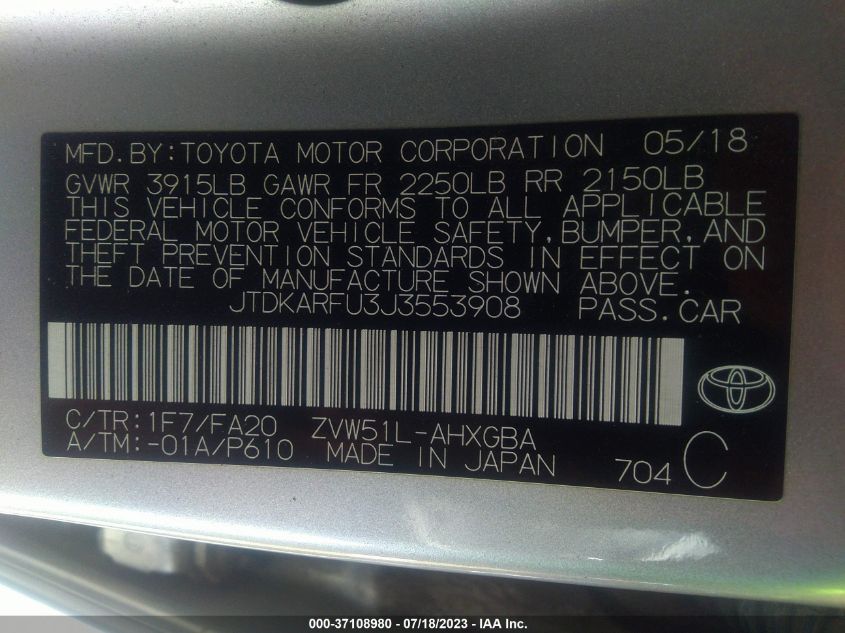 MFD.BY:TOYOTA MOTOR CORPORATION 05/18
GVWR 3915LB GAWR FR 2250LB RR 2150LB
THIS VEHICLE CONFORMS TO ALL APPLICABLE
FEDERAL MOTOR VEHICLE SAFETY,BUMPER,AND
THEFT PREVENTION STANDARDS IN EFFECT ON
THE DATE OF MANUFACTURE SHOWN ABOVE.
JTDKARFU3J3553908 PASS.CAR
C/TR:1F7/FA20 ZVW51L-AHXGBA
A/TM:-01A/P610 MADE IN JAPAN 704 C
000-37108980 - 07/18/2023 - IAA Inc.